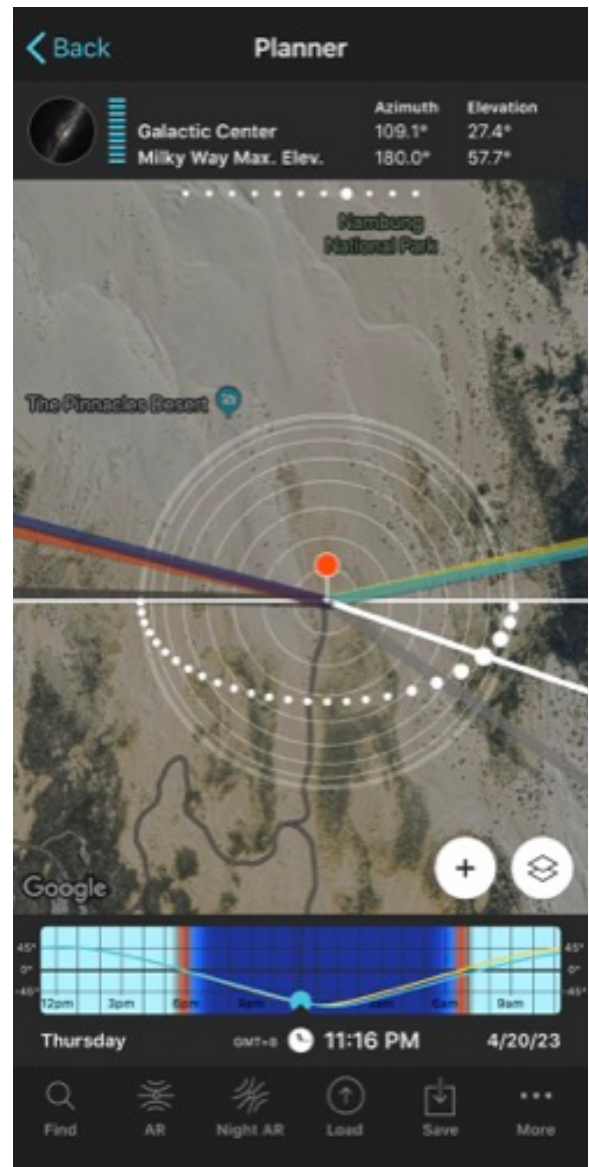 Back Planner
Azimuth Elevation
Galactic Center 109.1° 27.4°
Milky Way Max. Elev. 180.0° 57.7°
Nambung
National Park
The Pinnacles Desert
Google
45° 45°
0° 0°
-45° -45°
12pm 3pm 6pm 9pm 6am 9am
Thursday GMT+8 11:16 PM 4/20/23
Find AR Night AR Load Save More